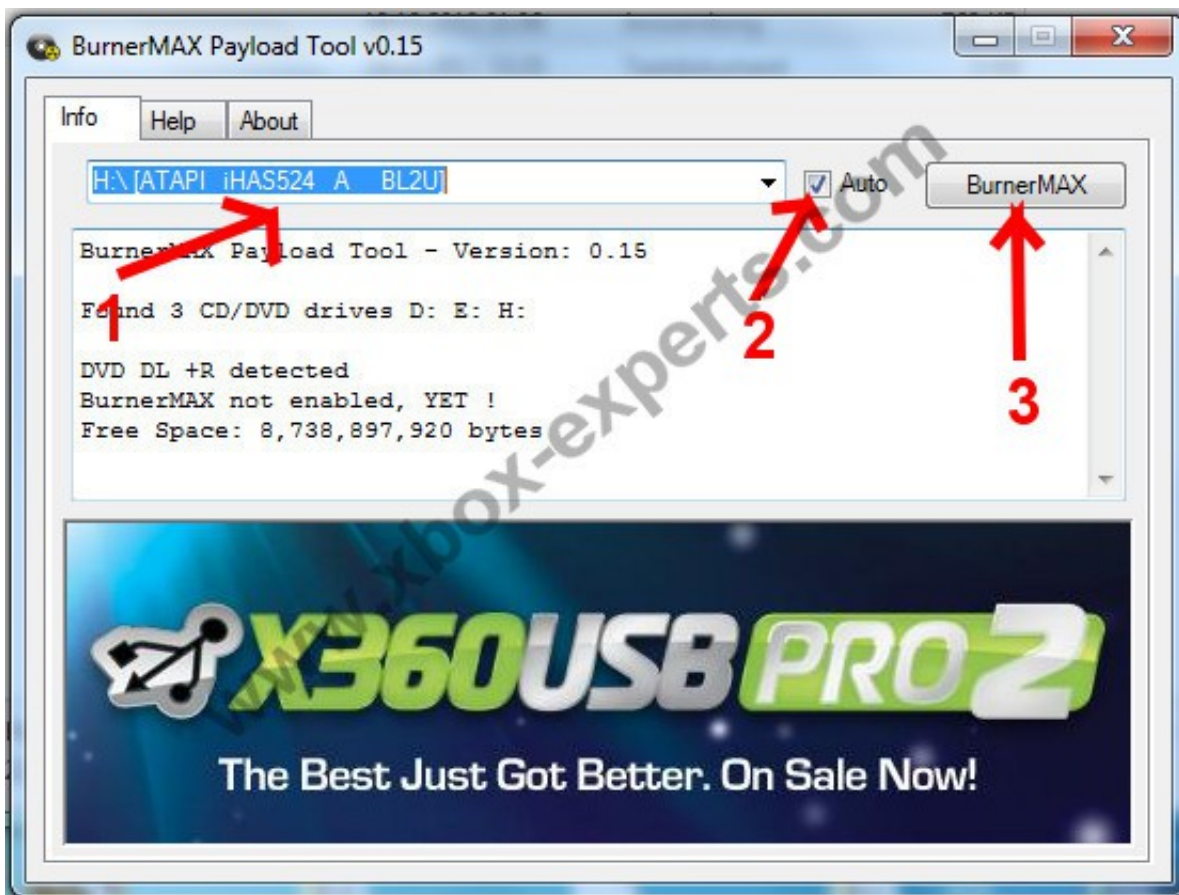 BurnerMAX Payload Tool v0.15
Info Help About
H:\ [ATAPI iHAS524 A BL2U]
Auto
BurnerMAX
BurnerMAX Payload Tool - Version: 0.15
Found 3 CD/DVD drives D: E: H:
DVD DL +R detected
BurnerMAX not enabled, YET !
Free Space: 8,738,897,920 bytes
1
2
3
www.xbox-experts.com
X360USB PRO 2
The Best Just Got Better. On Sale Now!